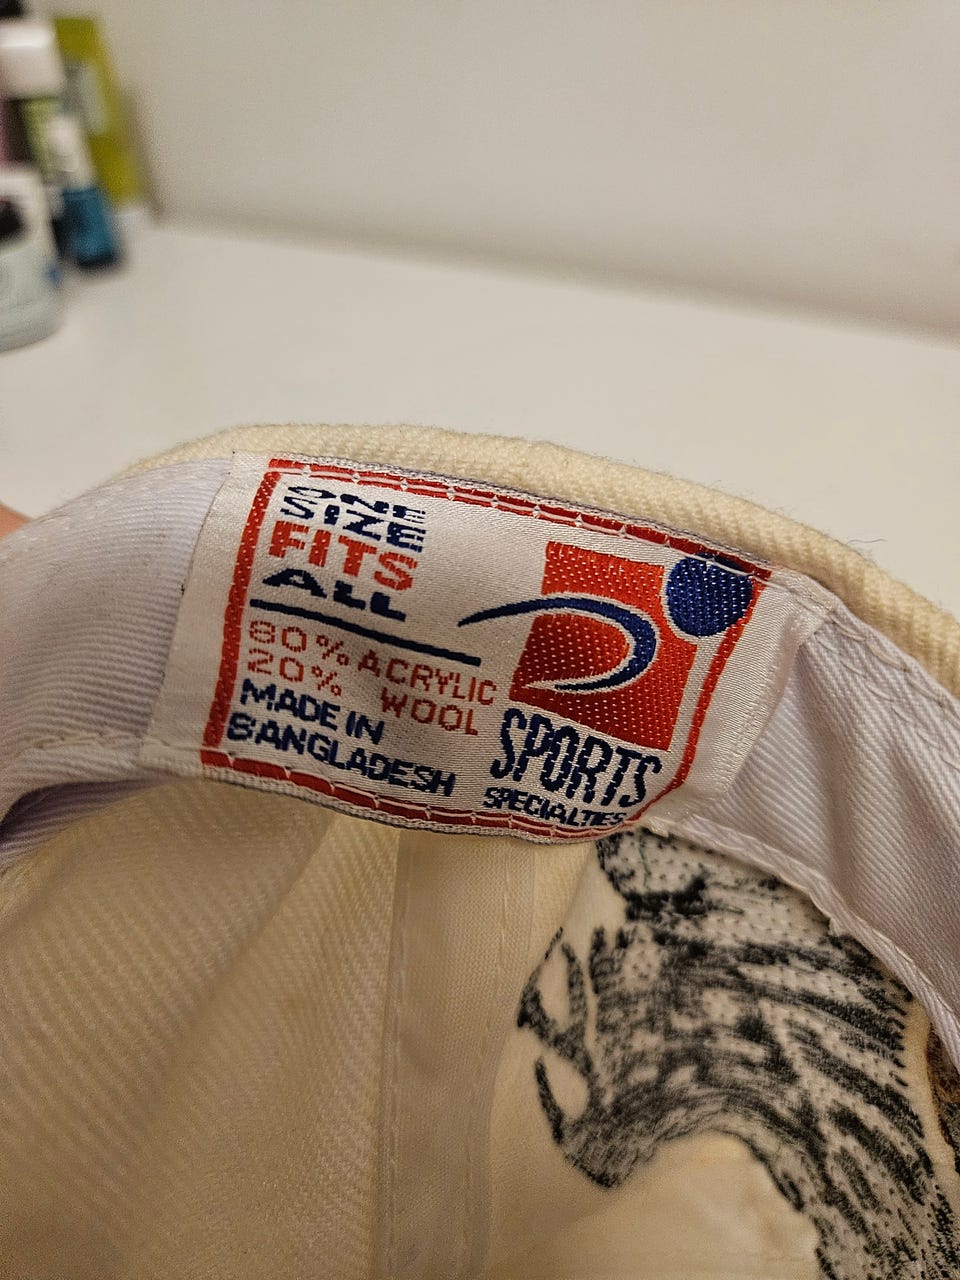 ONE
SIZE
FITS
ALL
80% ACRYLIC
20% WOOL
MADE IN
BANGLADESH
SPORTS
SPECIALTIES